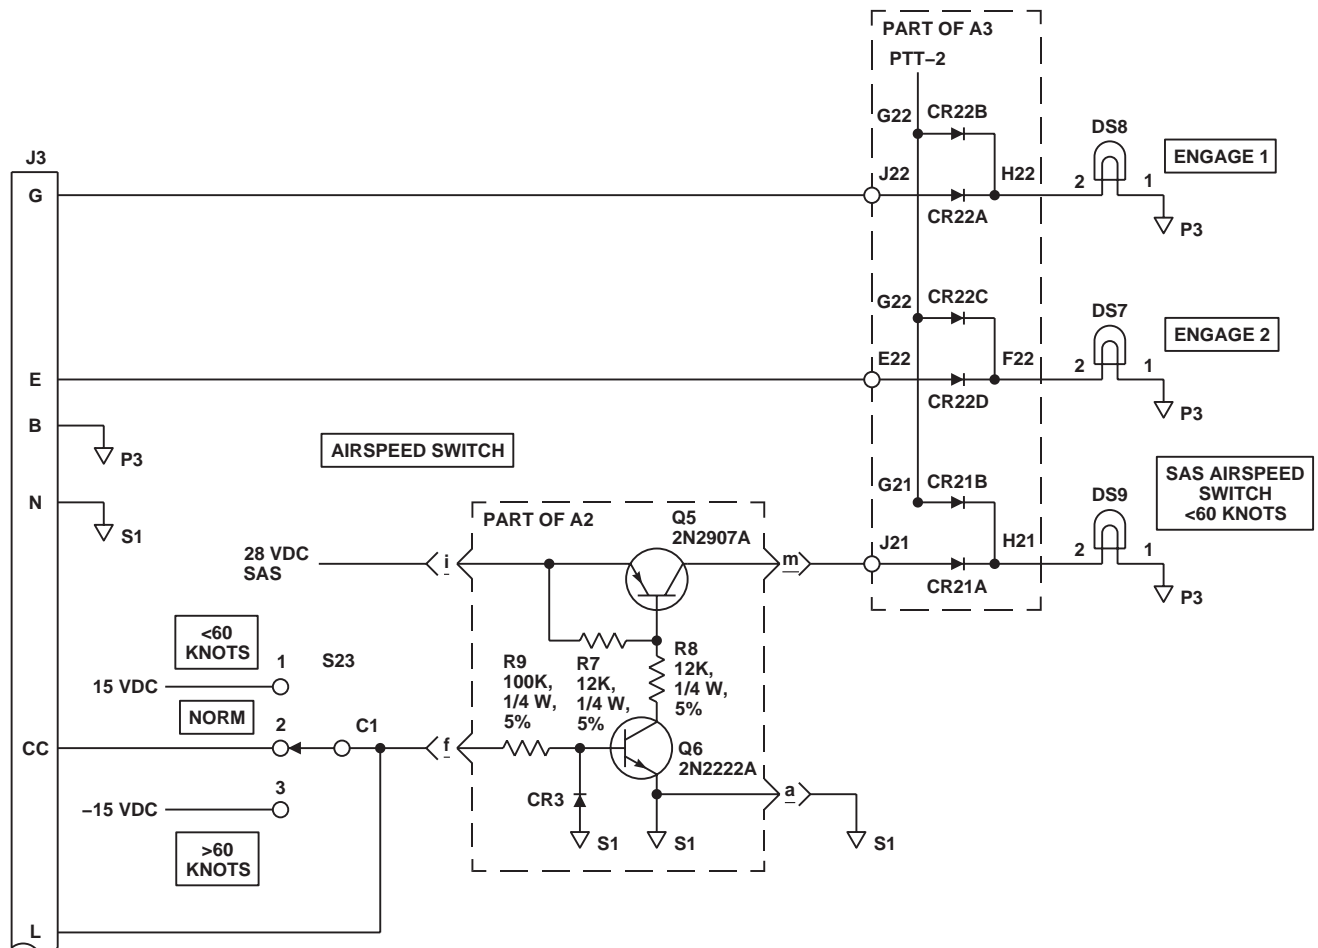 PART OF A3
PTT–2
G22
CR22B
DS8
ENGAGE 1
J3
J22
H22
2
1
G
CR22A
P3
G22
CR22C
DS7
ENGAGE 2
E22
F22
2
1
E
CR22D
P3
B
P3
AIRSPEED SWITCH
SAS AIRSPEED
SWITCH
<60 KNOTS
G21
CR21B
DS9
N
S1
PART OF A2
Q5
2N2907A
28 VDC
SAS
i
m
J21
H21
2
1
CR21A
P3
<60
KNOTS
1
S23
R9
100K,
1/4 W,
5%
R7
12K,
1/4 W,
5%
R8
12K,
1/4 W,
5%
15 VDC
NORM
2
C1
CC
f
Q6
2N2222A
3
–15 VDC
CR3
a
S1
S1
S1
>60
KNOTS
L